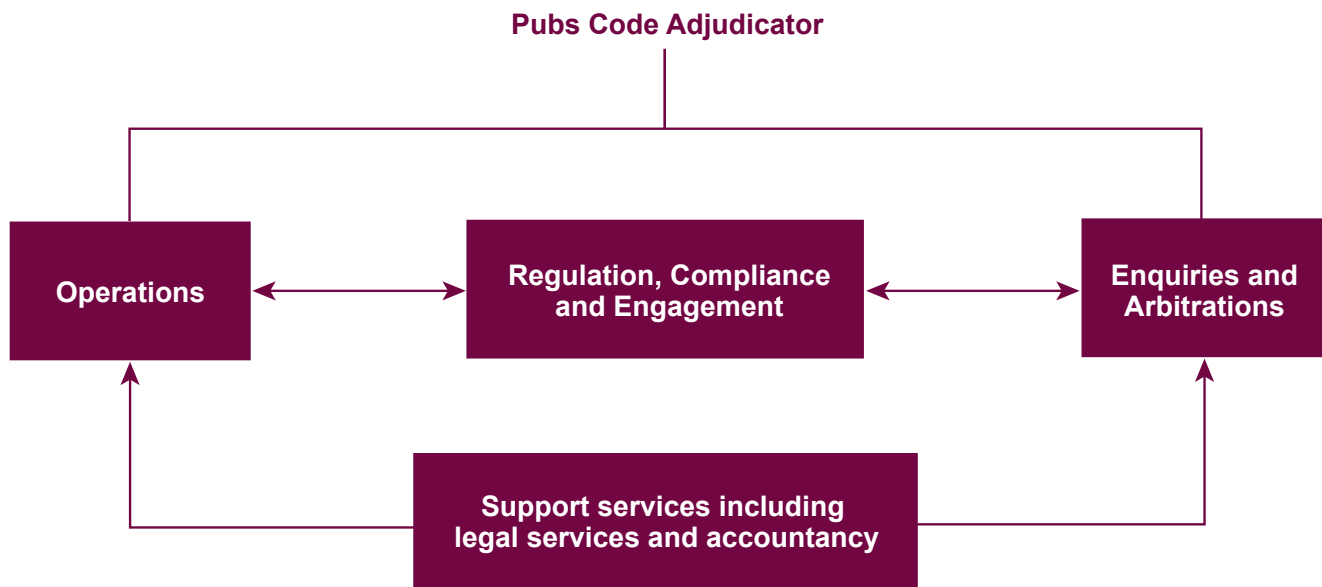 Pubs Code Adjudicator
Operations
Regulation, Compliance
and Engagement
Enquiries and
Arbitrations
Support services including
legal services and accountancy